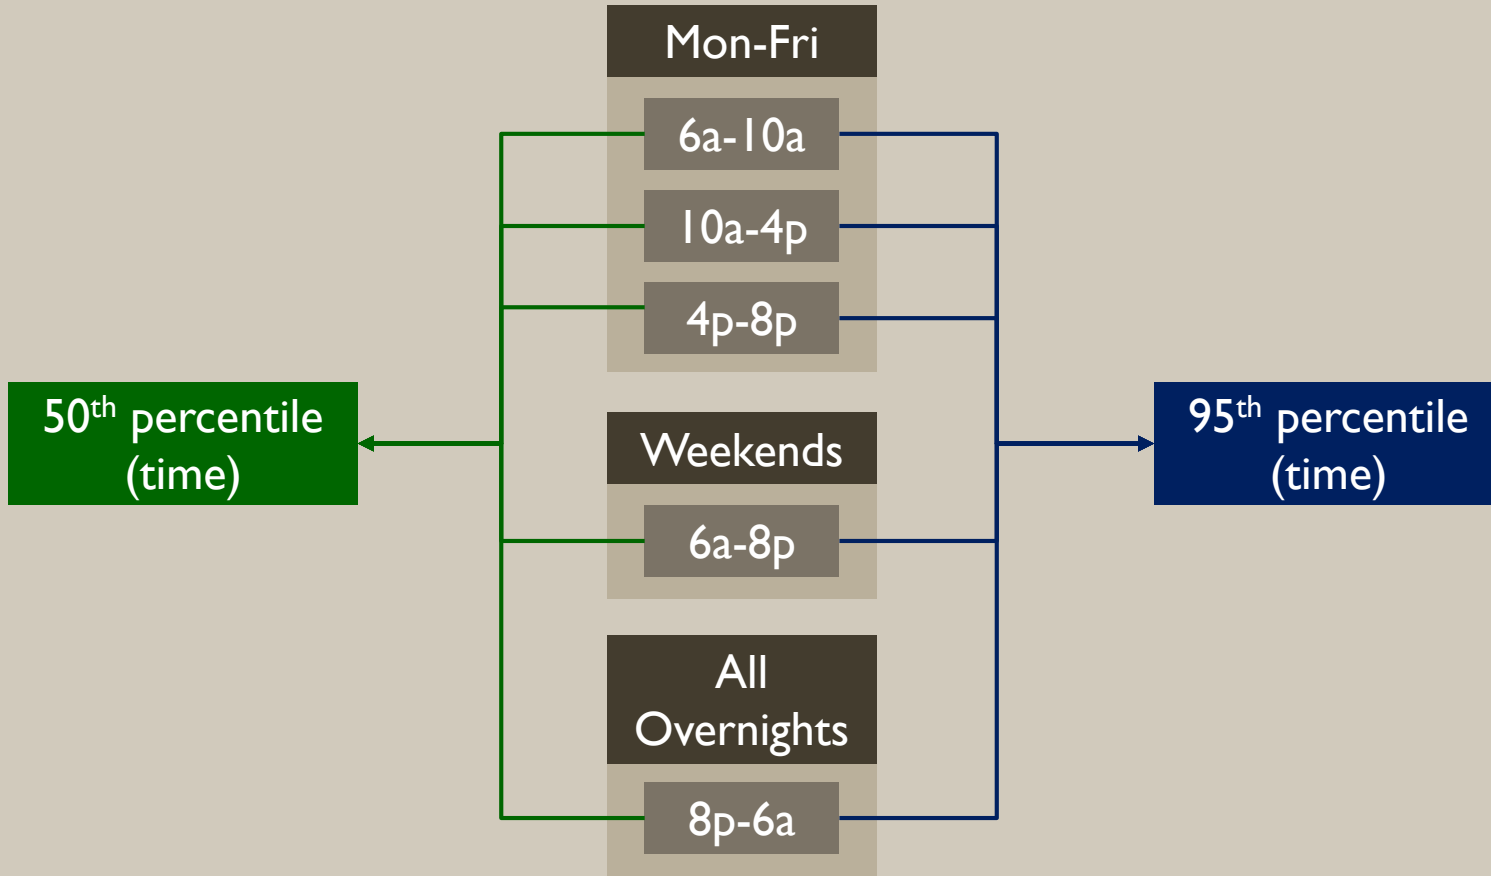 Mon-Fri
6a-10a
10a-4p
4p-8p
50th percentile
(time)
95th percentile
(time)
Weekends
6a-8p
All
Overnights
8p-6a